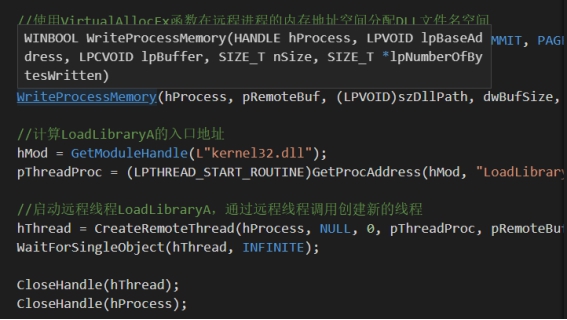 //使用VirtualAllocEx函数在远程进程的内存地址空间分配DLL文件名空间
WINBOOL WriteProcessMemory(HANDLE hProcess, LPVOID lpBaseAd
dress, LPCVOID lpBuffer, SIZE_T nSize, SIZE_T *lpNumberOfBy
tesWritten)
MMIT, PAG
WriteProcessMemory(hProcess, pRemoteBuf, (LPVOID)szDllPath, dwBufSize,
//计算LoadLibraryA的入口地址
hMod = GetModuleHandle(L"kernel32.dll");
pThreadProc = (LPTHREAD_START_ROUTINE)GetProcAddress(hMod, "LoadLibrary
//启动远程线程LoadLibraryA，通过远程线程调用创建新的线程
hThread = CreateRemoteThread(hProcess, NULL, 0, pThreadProc, pRemoteBuf
WaitForSingleObject(hThread, INFINITE);
CloseHandle(hThread);
CloseHandle(hProcess);